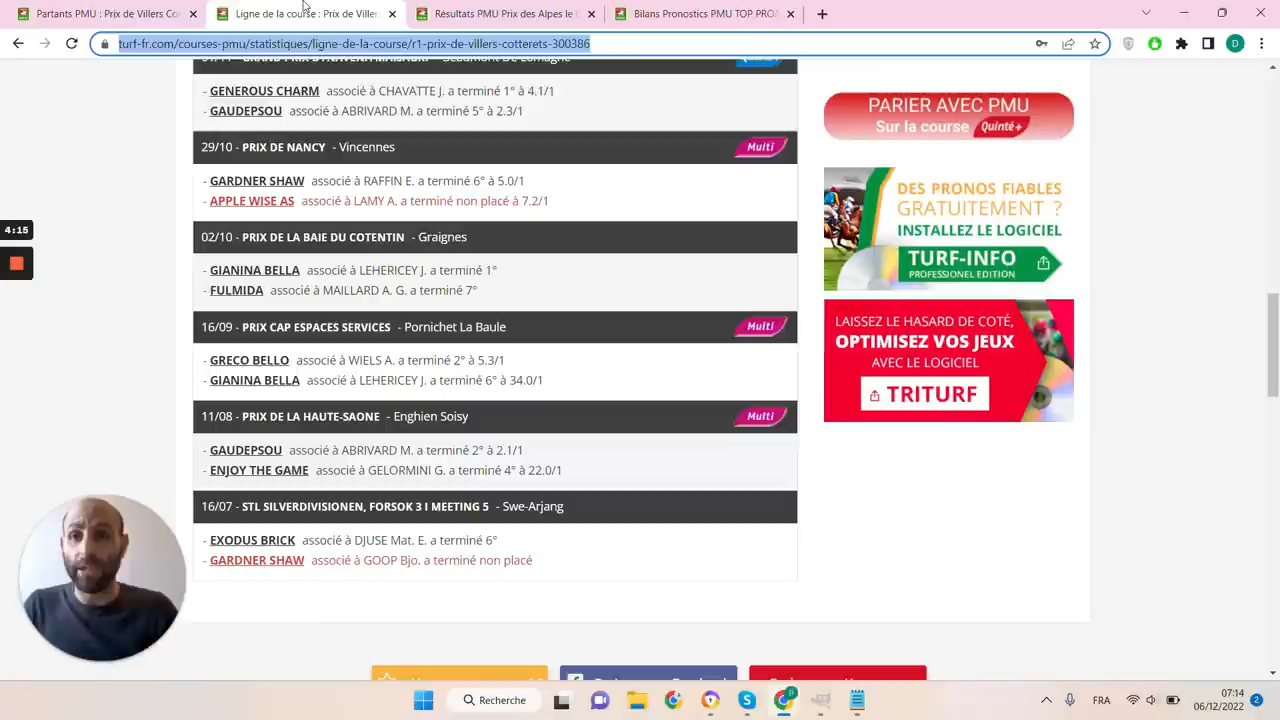 Partants PMU : Prix de Villers Co
Ligne de la course : Prix de Ville
Statistiques PMU : Prix des Alpes l
Bilans Pronostics PMU TOP PRO
turf-fr.com/courses-pmu/statistiques/ligne-de-la-course/r1-prix-de-villers-cotterets-300386
D
- GENEROUS CHARM associé à CHAVATTE J. a terminé 1° à 4.1/1
- GAUDEPSOU associé à ABRIVARD M. a terminé 5° à 2.3/1
29/10 - PRIX DE NANCY - Vincennes
Multi
- GARDNER SHAW associé à RAFFIN E. a terminé 6° à 5.0/1
- APPLE WISE AS associé à LAMY A. a terminé non placé à 7.2/1
02/10 - PRIX DE LA BAIE DU COTENTIN - Graignes
- GIANINA BELLA associé à LEHERICEY J. a terminé 1°
- FULMIDA associé à MAILLARD A. G. a terminé 7°
16/09 - PRIX CAP ESPACES SERVICES - Pornichet La Baule
Multi
- GRECO BELLO associé à WIELS A. a terminé 2° à 5.3/1
- GIANINA BELLA associé à LEHERICEY J. a terminé 6° à 34.0/1
11/08 - PRIX DE LA HAUTE-SAONE - Enghien Soisy
Multi
- GAUDEPSOU associé à ABRIVARD M. a terminé 2° à 2.1/1
- ENJOY THE GAME associé à GELORMINI G. a terminé 4° à 22.0/1
16/07 - STL SILVERDIVISIONEN, FORSOK 3 I MEETING 5 - Swe-Arjang
- EXODUS BRICK associé à DJUSE Mat. E. a terminé 6°
- GARDNER SHAW associé à GOOP Bjo. a terminé non placé
PARIER AVEC PMU
Sur la course Quinté+
DES PRONOS FIABLES
GRATUITEMENT ?
INSTALLEZ LE LOGICIEL
TURF-INFO
PROFESSIONEL EDITION
LAISSEZ LE HASARD DE COTÉ,
OPTIMISEZ VOS JEUX
AVEC LE LOGICIEL
TRITURF
4:15
Recherche
FRA
07:14
06/12/2022
2